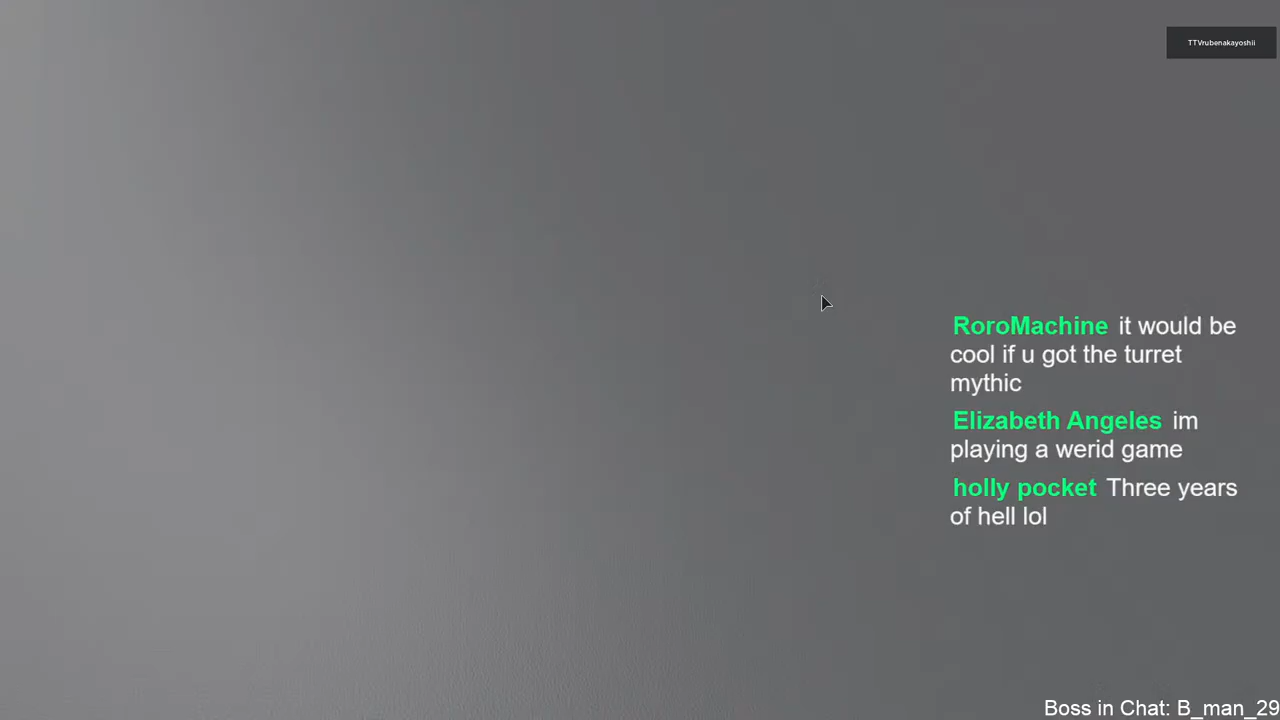 TTVrubenakayoshii
RoroMachine it would be
cool if u got the turret
mythic
Elizabeth Angeles im
playing a werid game
holly pocket Three years
of hell lol
Boss in Chat: B_man_29